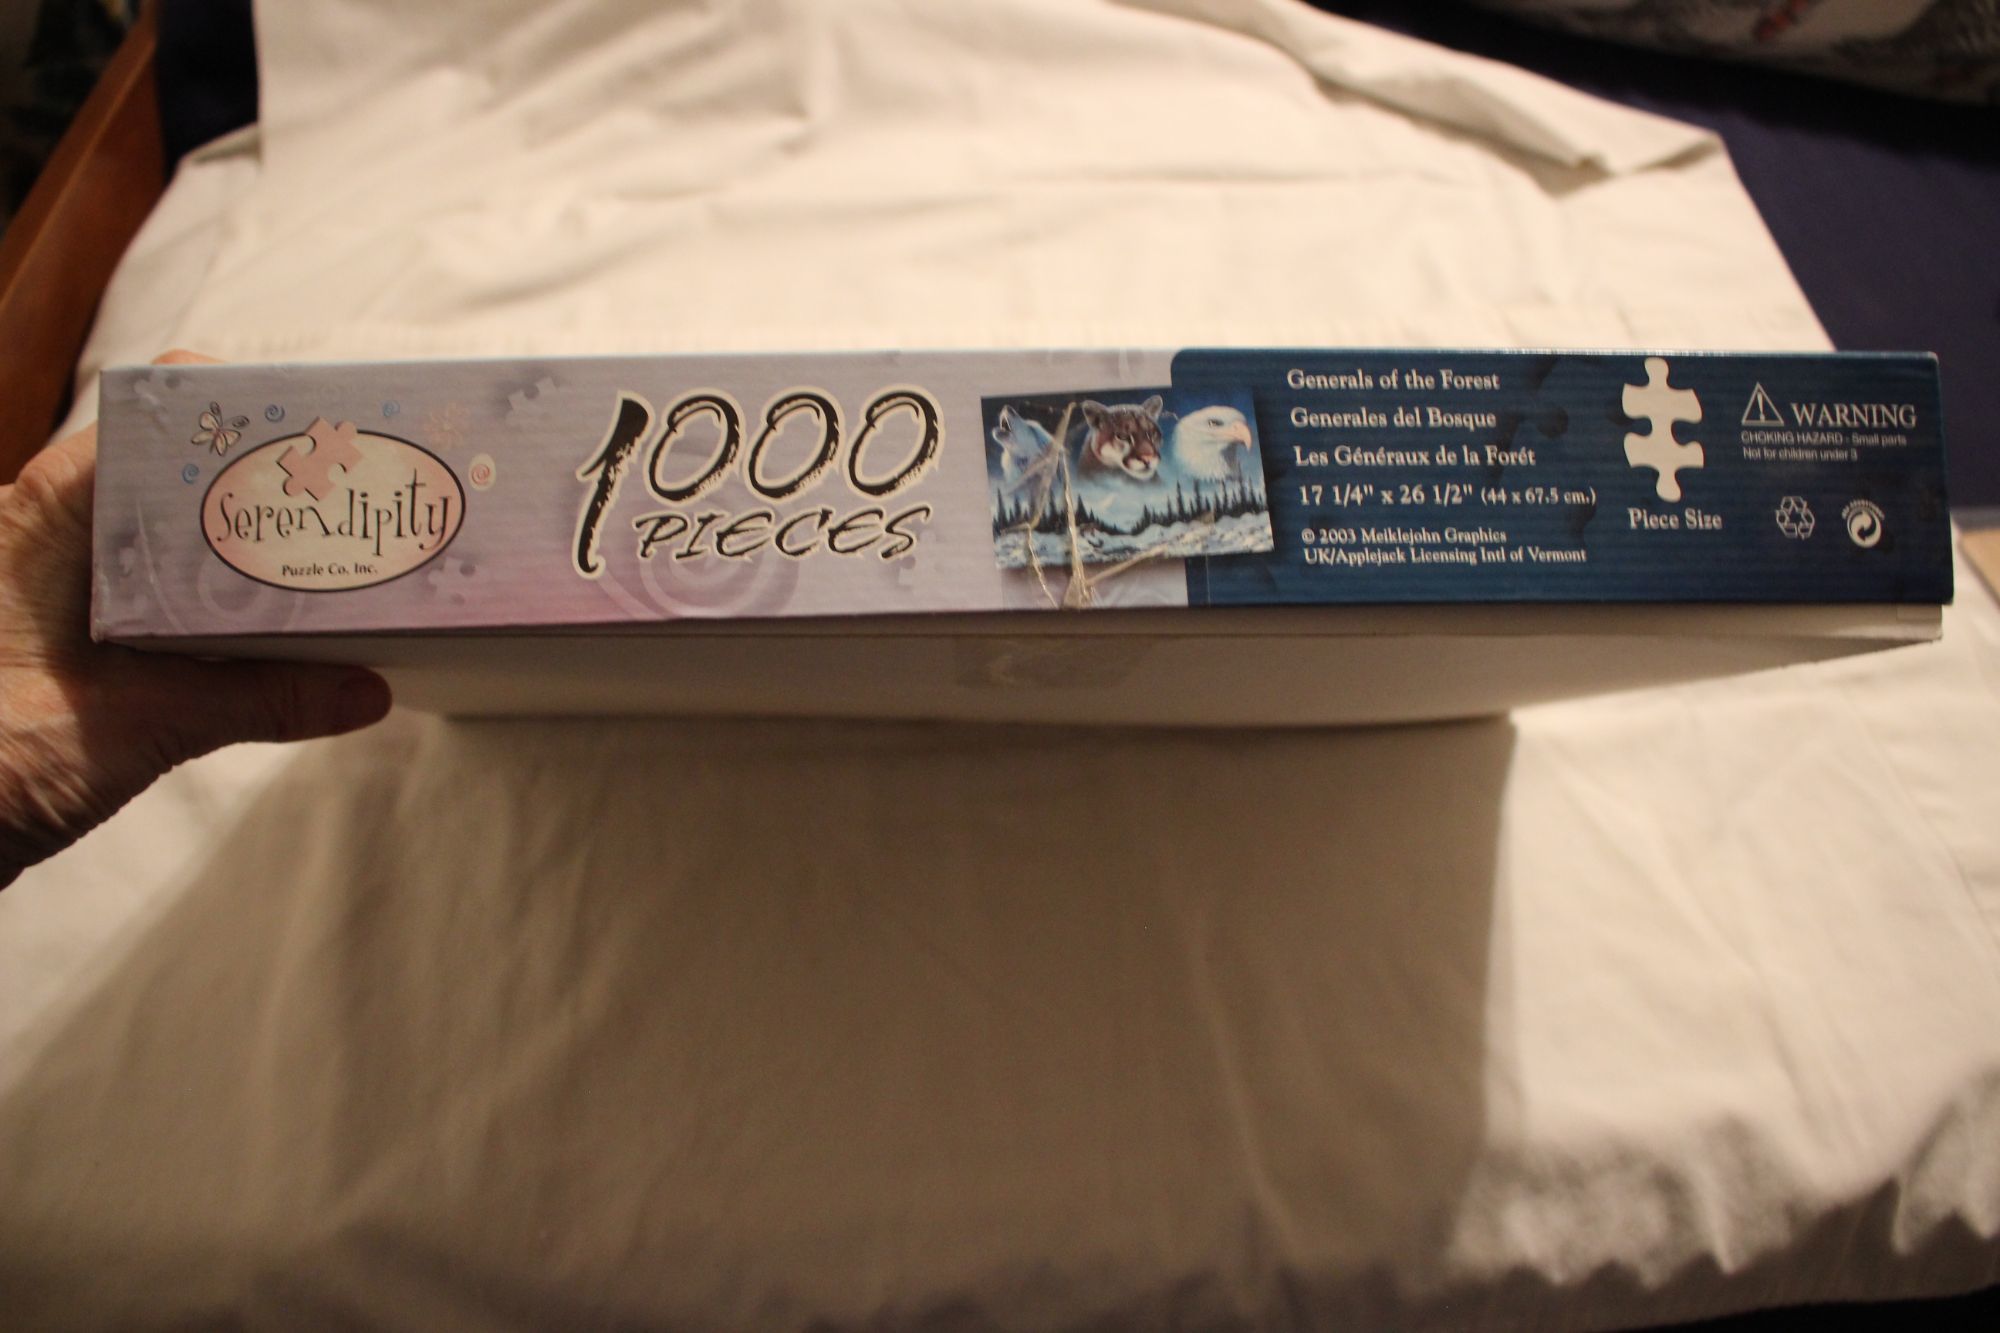 Serendipity
Puzzle Co. Inc.
1000
PIECES
Generals of the Forest
Generales del Bosque
Les Généraux de la Forét
17 1/4" x 26 1/2" (44 x 67.5 cm.)
© 2003 Meiklejohn Graphics
UK/Applejack Licensing Intl of Vermont
Piece Size
WARNING
CHOKING HAZARD - Small parts
Not for children under 3